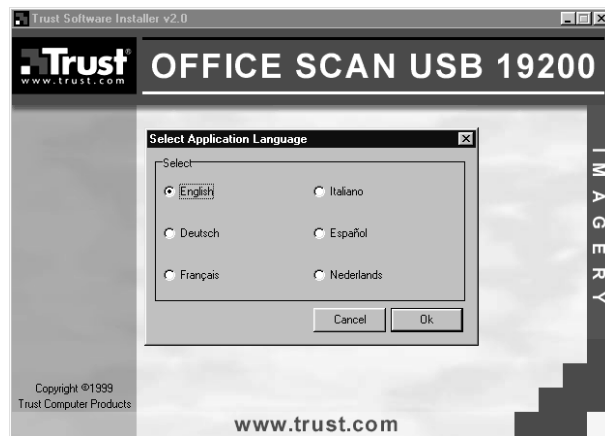 Trust Software Installer v2.0
Trust®
www.trust.com
OFFICE SCAN USB 19200
Select Application Language
Select
English
Italiano
Deutsch
Español
Français
Nederlands
Cancel
Ok
IMAGERY
Copyright ©1999
Trust Computer Products
www.trust.com